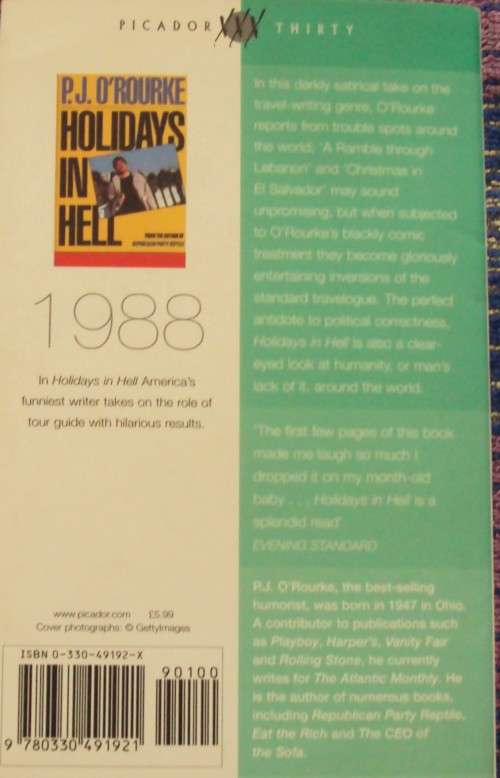 PICADOR XXX THIRTY
P.J. O'ROURKE
HOLIDAYS
IN
HELL
FROM THE AUTHOR OF
REPUBLICAN PARTY REPTILE
1988
In Holidays in Hell America's
funniest writer takes on the role of
tour guide with hilarious results.
www.picador.com £5.99
Cover photographs: © GettyImages
ISBN 0-330-49192-X
90100
9 780330 491921
In this darkly satirical take on the
travel-writing genre, O'Rourke
reports from trouble spots around
the world. 'A Ramble through
Lebanon' and 'Christmas in
El Salvador' may sound
unpromising, but when subjected
to O'Rourke's blackly comic
treatment they become gloriously
entertaining inversions of the
standard travelogue. The perfect
antidote to political correctness,
Holidays in Hell is also a clear-
eyed look at humanity, or man's
lack of it, around the world.
'The first few pages of this book
made me laugh so much I
dropped it on my month-old
baby . . . Holidays in Hell is a
splendid read'
EVENING STANDARD
P.J. O'Rourke, the best-selling
humorist, was born in 1947 in Ohio.
A contributor to publications such
as Playboy, Harper's, Vanity Fair
and Rolling Stone, he currently
writes for The Atlantic Monthly. He
is the author of numerous books,
including Republican Party Reptile,
Eat the Rich and The CEO of
the Sofa.